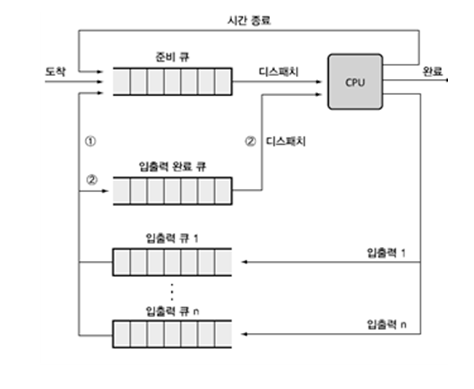 시간 종료
준비 큐
도착
디스패치
CPU
완료
①
② 디스패치
입출력 완료 큐
②
입출력 큐 1
입출력 1
⋮
입출력 큐 n
입출력 n